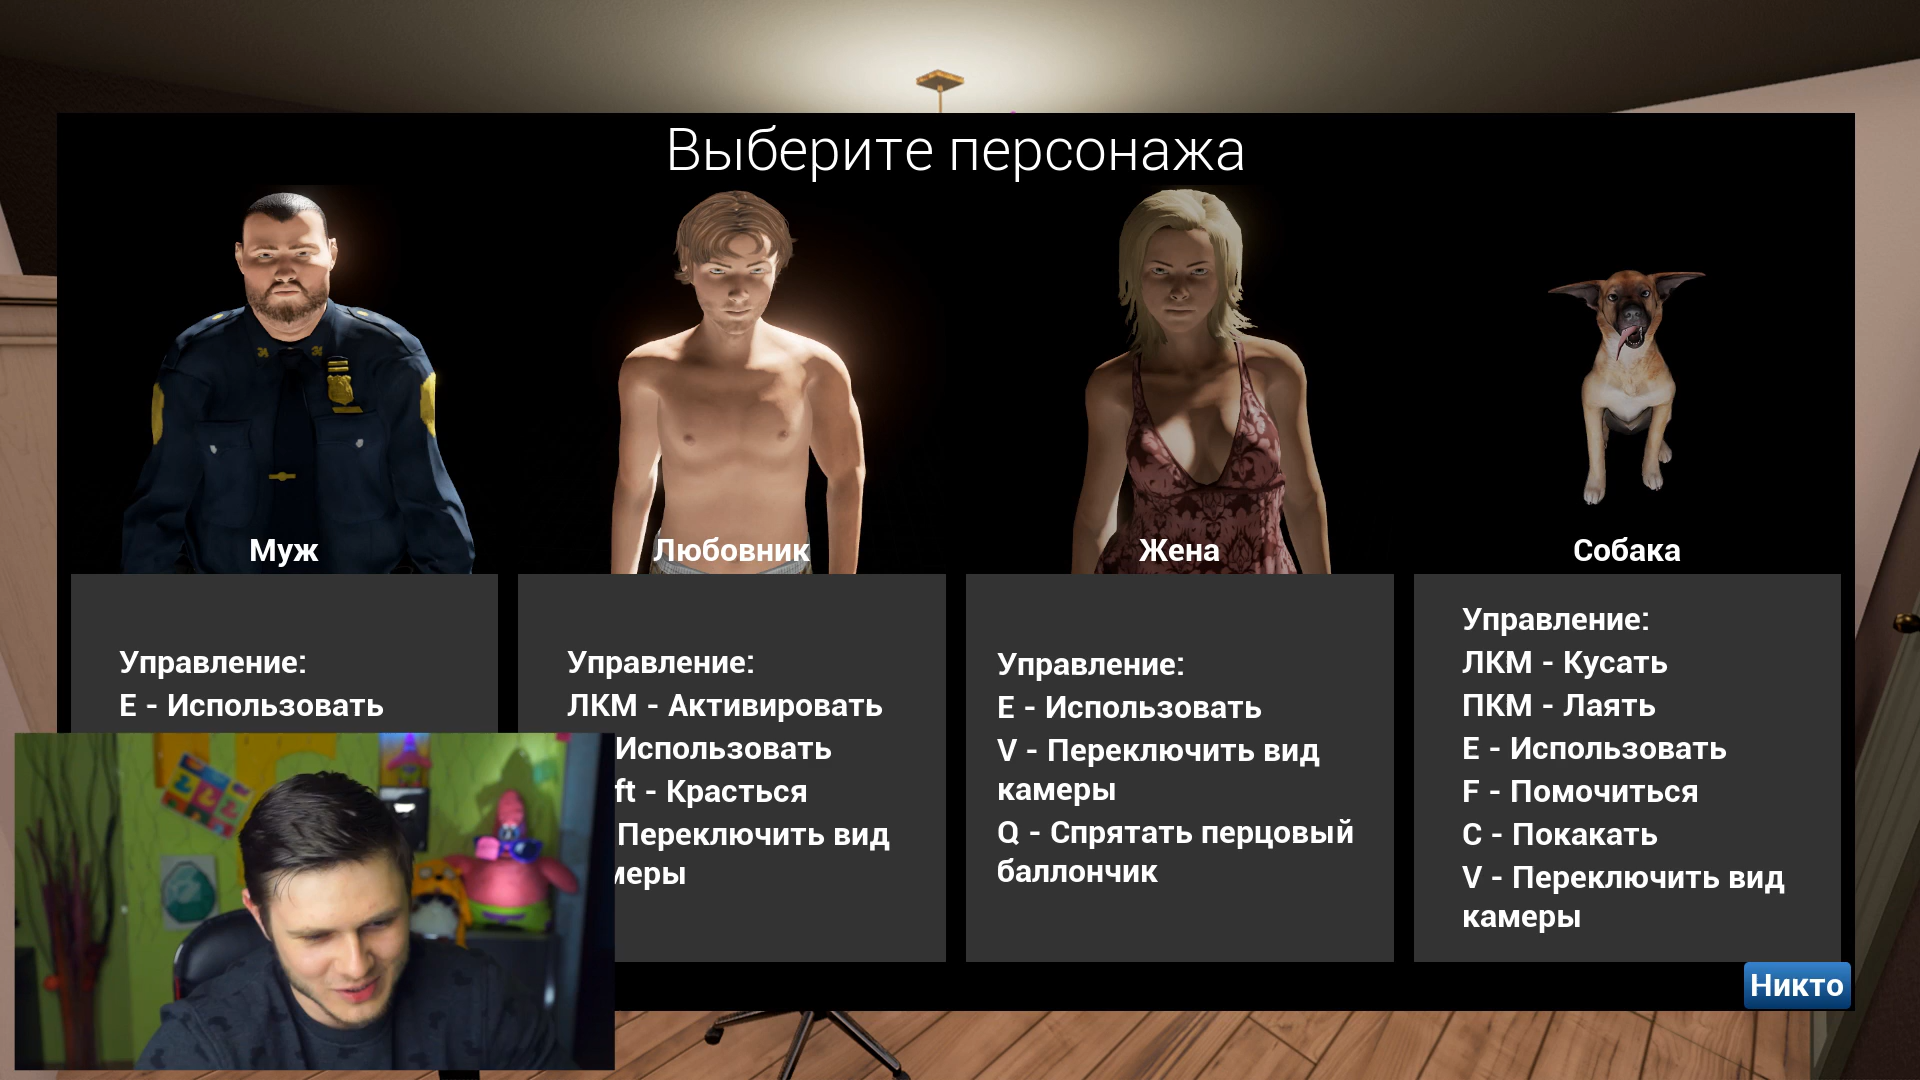 Выберите персонажа
Муж
Любовник
Жена
Собака
Управление:
E - Использовать
Управление:
ЛКМ - Активировать
Использовать
ft - Красться
Переключить вид
меры
Управление:
E - Использовать
V - Переключить вид
камеры
Q - Спрятать перцовый
баллончик
Управление:
ЛКМ - Кусать
ПКМ - Лаять
E - Использовать
F - Помочиться
C - Покакать
V - Переключить вид
камеры
Никто